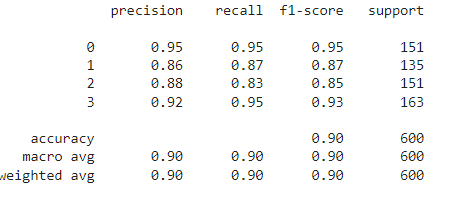 precision recall f1-score support
0 0.95 0.95 0.95 151
1 0.86 0.87 0.87 135
2 0.88 0.83 0.85 151
3 0.92 0.95 0.93 163
accuracy 0.90 600
macro avg 0.90 0.90 0.90 600
weighted avg 0.90 0.90 0.90 600